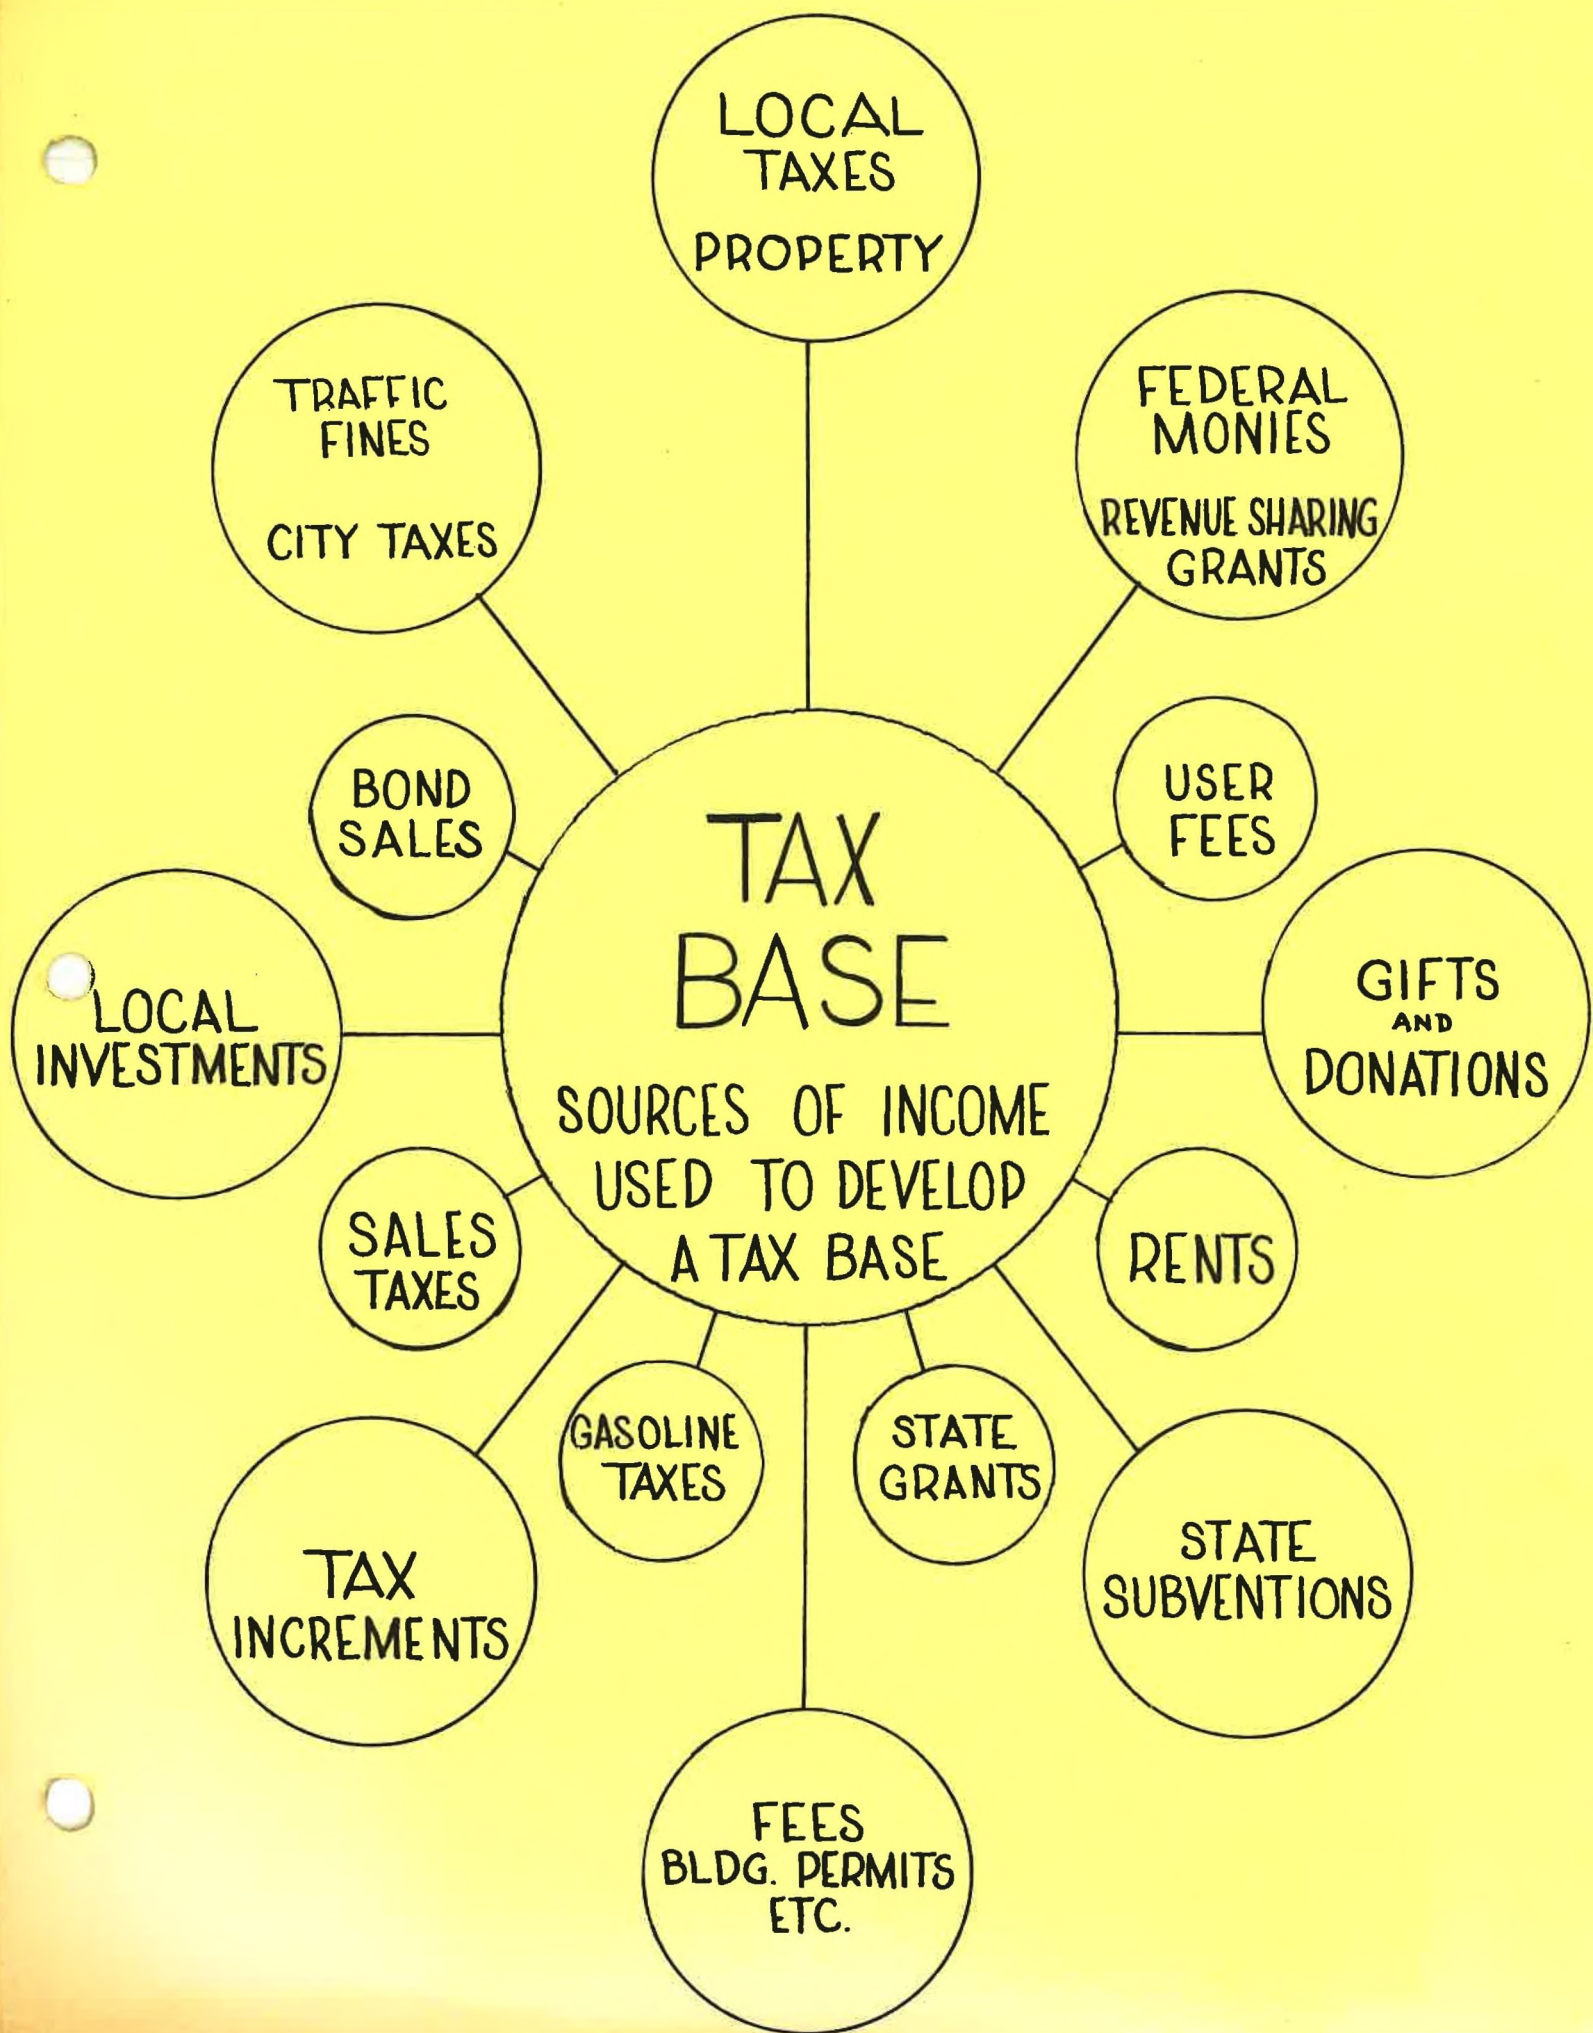 LOCAL
TAXES
PROPERTY
TRAFFIC
FINES
CITY TAXES
FEDERAL
MONIES
REVENUE SHARING
GRANTS
BOND
SALES
USER
FEES
TAX
BASE
SOURCES OF INCOME
USED TO DEVELOP
A TAX BASE
LOCAL
INVESTMENTS
GIFTS
AND
DONATIONS
SALES
TAXES
RENTS
GASOLINE
TAXES
STATE
GRANTS
TAX
INCREMENTS
STATE
SUBVENTIONS
FEES
BLDG. PERMITS
ETC.